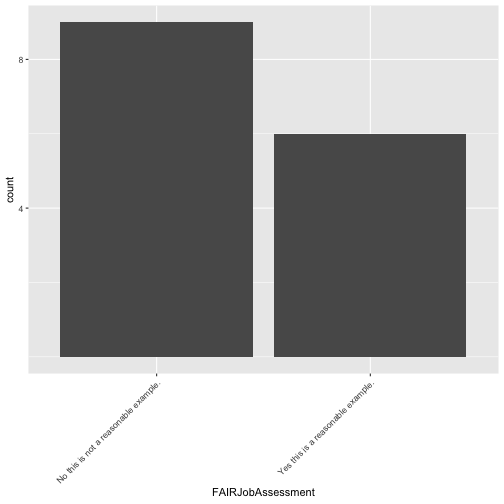 8
4
count
No this is not a reasonable example.
Yes this is a reasonable example.
FAIRJobAssessment